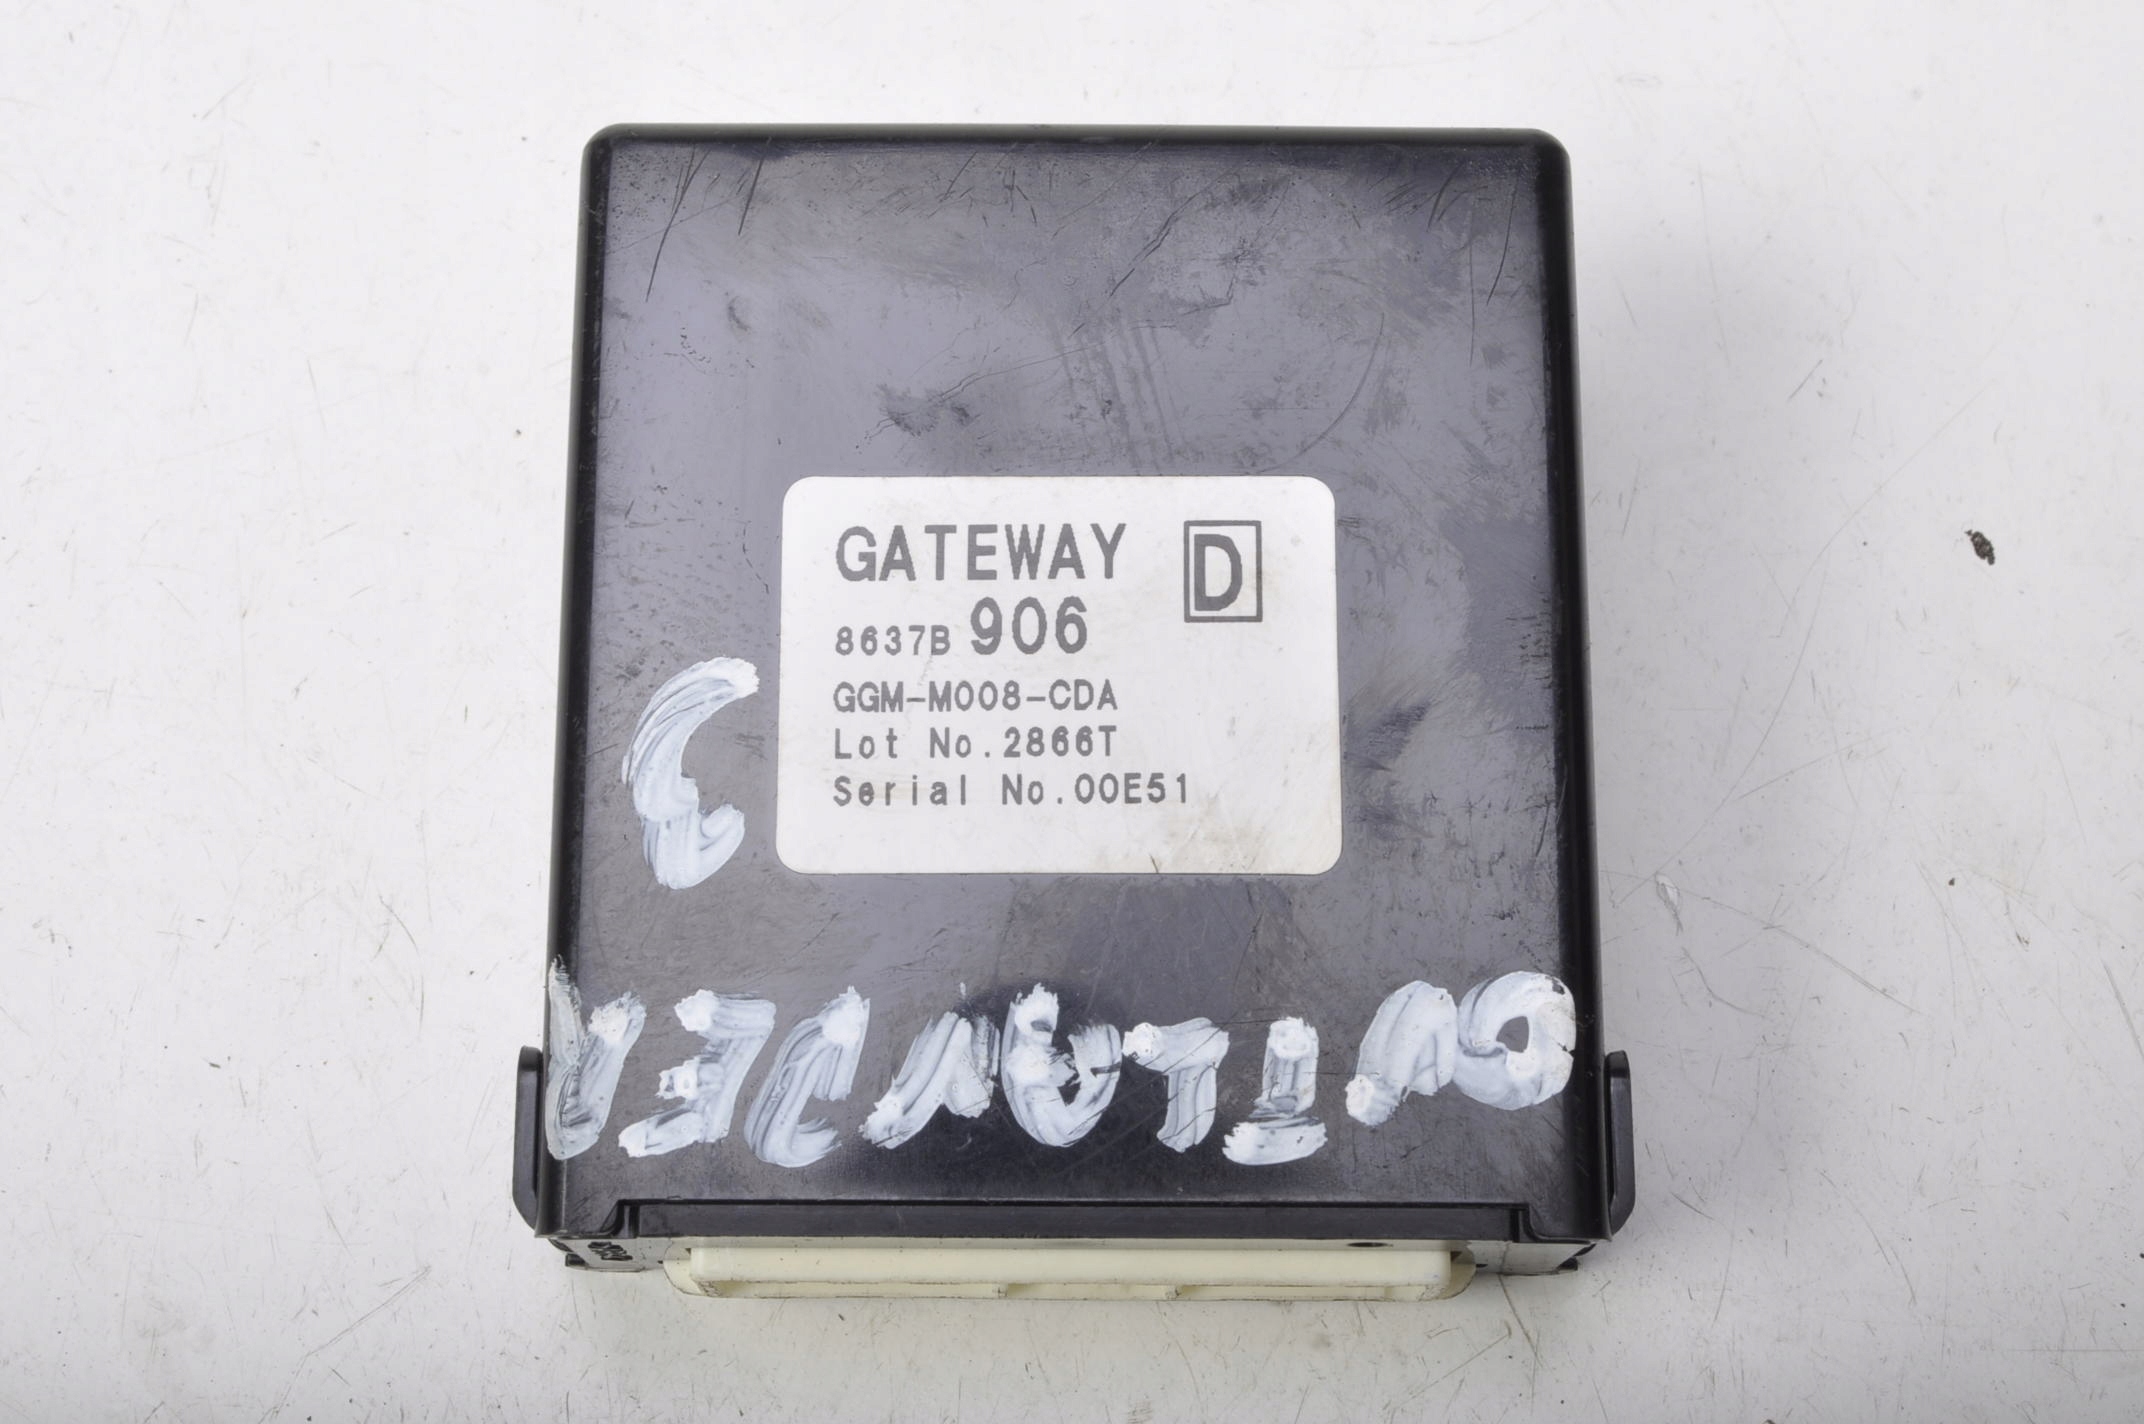 GATEWAY D
8637B 906
GGM-M008-CDA
Lot No.2866T
Serial No.00E51